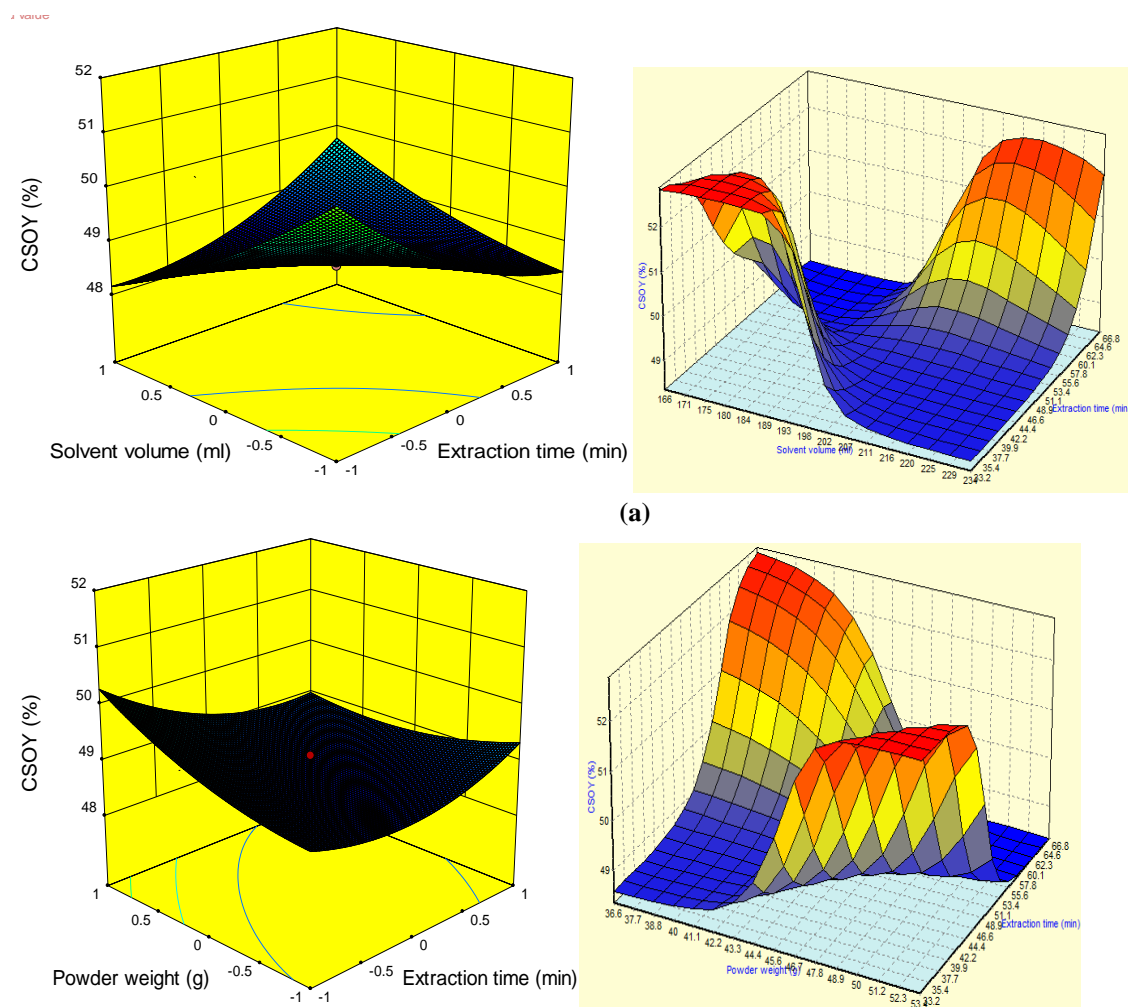 52
51
50
49
48
CSOY (%)
1
0.5
0
-0.5
-1
-1
-0.5
0
0.5
1
Solvent volume (ml)
Extraction time (min)
52
51
50
49
CSOY (%)
166 171 175 180 184 189 193 198 202 207 211 216 220 225 229 234
Solvent volume (ml)
33.2 35.4 37.7 39.9 42.2 44.4 46.6 48.9 51.1 53.4 55.6 57.8 60.1 62.3 64.6 66.8
Extraction time (min
(a)
52
51
50
49
48
CSOY (%)
1
0.5
0
-0.5
-1
-1
-0.5
0
0.5
1
Powder weight (g)
Extraction time (min)
52
51
50
49
CSOY (%)
36.6 37.7 38.8 40 41.1 42.2 43.3 44.4 45.6 46.7 47.8 48.9 50 51.2 52.3
Powder weight (g)
33.2 35.4 37.7 39.9 42.2 44.4 46.6 48.9 51.1 53.4 55.6 57.8 60.1 62.3 64.6 66.8
Extraction time (min)